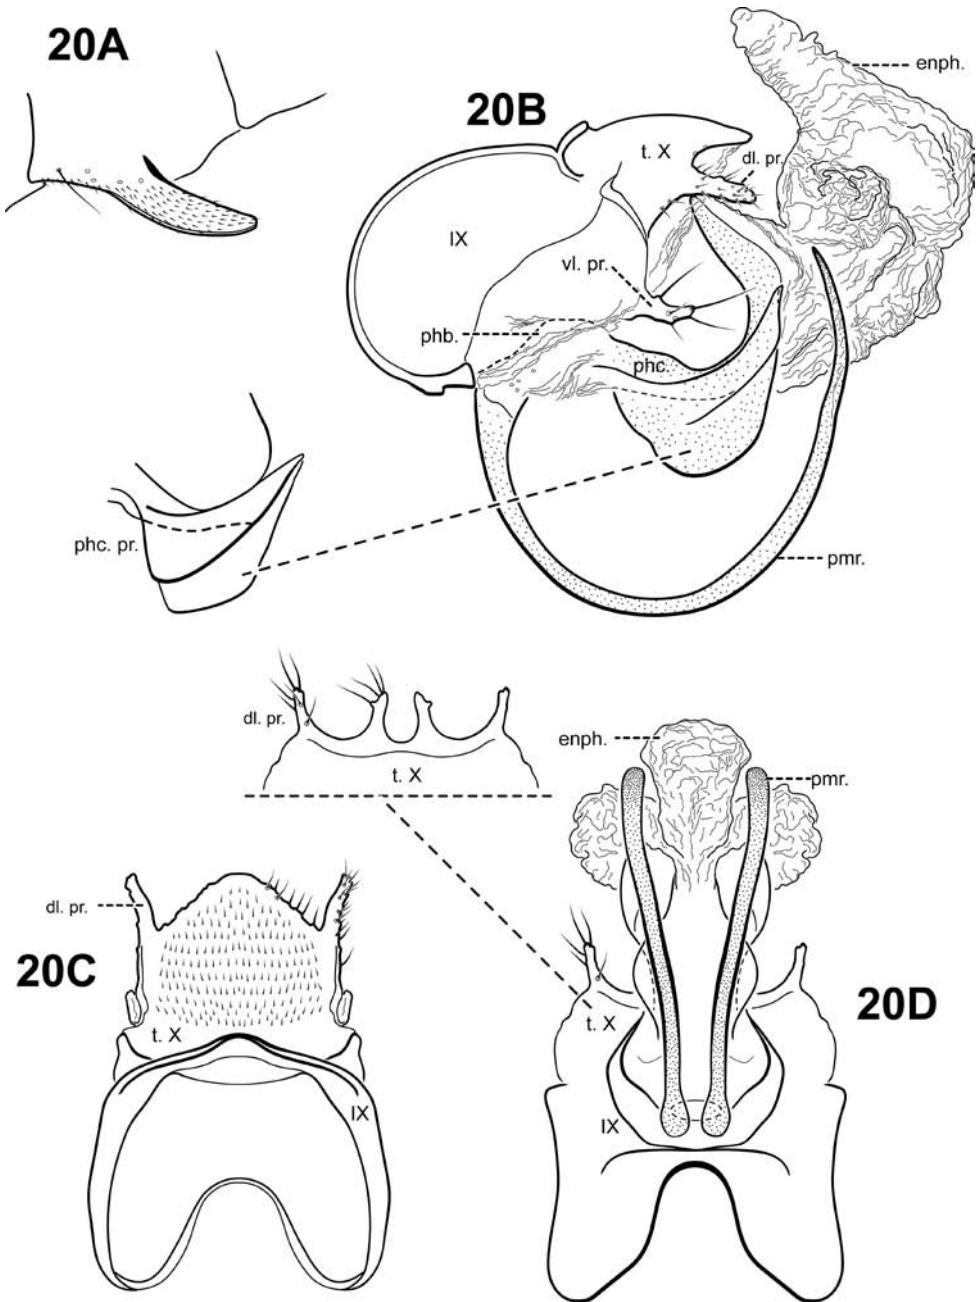 20A
enph.
20B
t. X
dl. pr.
IX
vl. pr.
phb.
phc.
phc. pr.
pmr.
dl. pr.
t. X
enph.
pmr.
dl. pr.
20C
t. X
IX
t. X
20D
IX